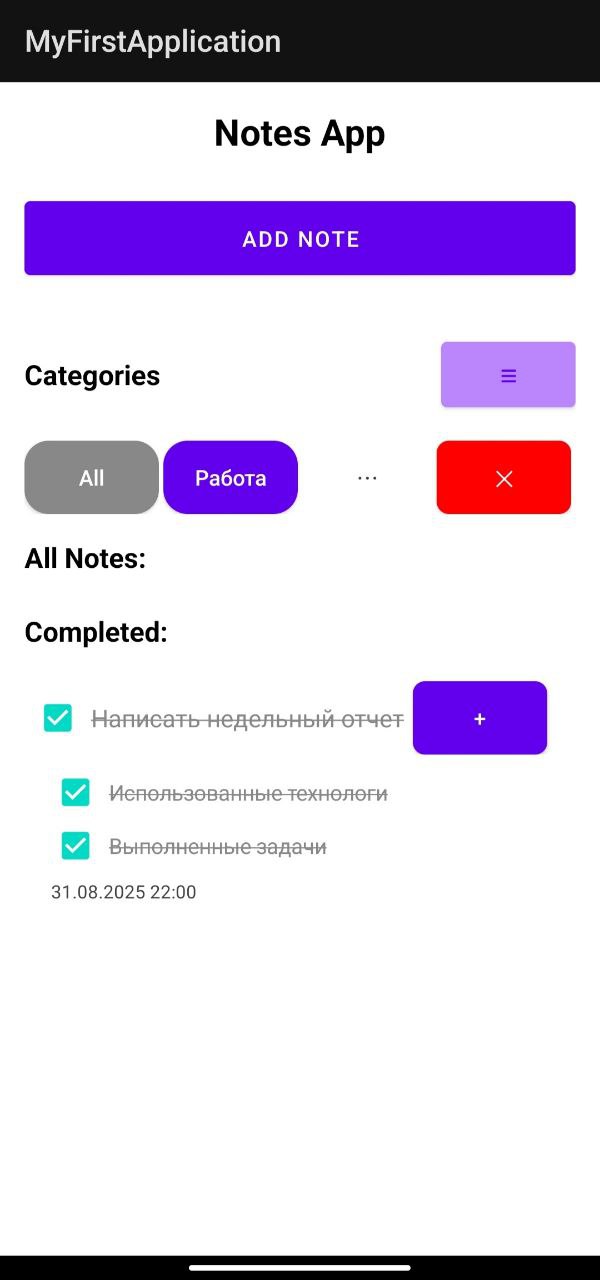 MyFirstApplication
Notes App
ADD NOTE
Categories
☰
All Работа ... ×
All Notes:
Completed:
Написать недельный отчет +
Использованные технологи
Выполненные задачи
31.08.2025 22:00